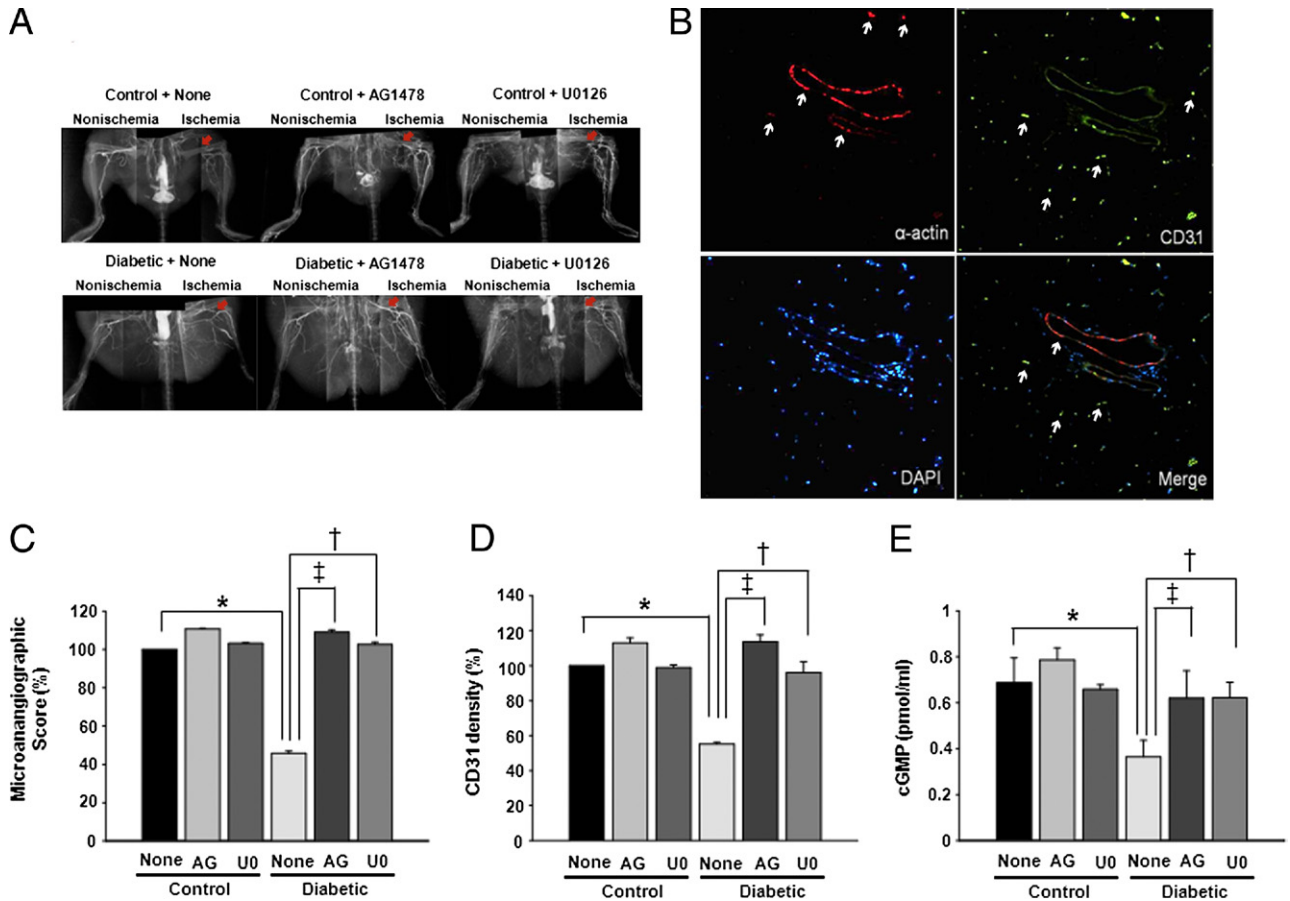 A
Control + None
Control + AG1478
Control + U0126
Nonischemia Ischemia
Nonischemia Ischemia
Nonischemia Ischemia
Diabetic + None
Diabetic + AG1478
Diabetic + U0126
Nonischemia Ischemia
Nonischemia Ischemia
Nonischemia Ischemia
B
α-actin
CD31
DAPI
Merge
C
Microanangiographic
Score (%)
120
100
80
60
40
20
0
*
‡
†
None AG U0 None AG U0
Control Diabetic
D
CD31 density (%)
140
120
100
80
60
40
20
0
*
‡
†
None AG U0 None AG U0
Control Diabetic
E
cGMP (pmol/ml)
1
0.8
0.6
0.4
0.2
0
*
‡
†
None AG U0 None AG U0
Control Diabetic